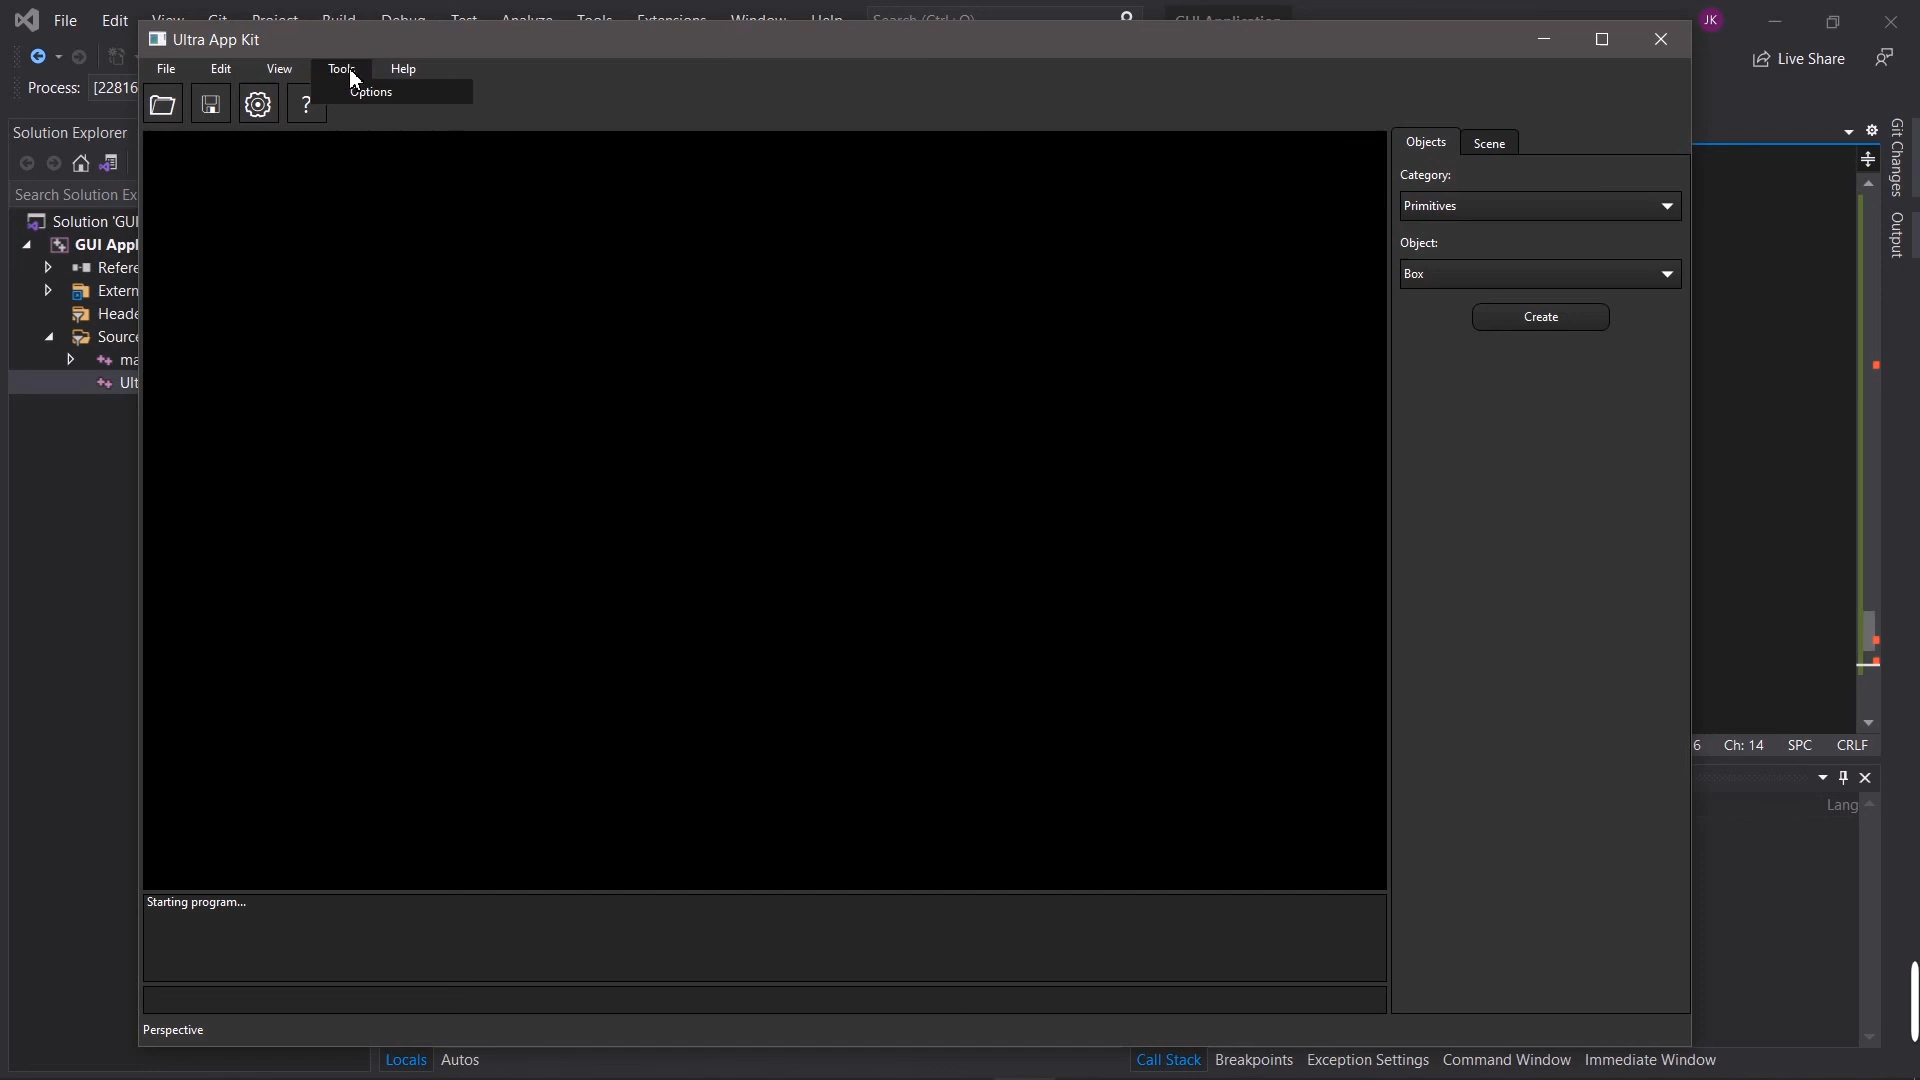 File Edit
Ultra App Kit
JK
File Edit View Tools Help
Live Share
Process: [22816
Options
?
Solution Explorer
Objects Scene
Git Changes
Category:
Search Solution Ex
Primitives
Solution 'GUI
Output
GUI Appl
Object:
Refere
Box
Extern
Heade
Create
Source
ma
Ult
6 Ch: 14 SPC CRLF
Lang
Starting program...
Perspective
Locals Autos
Call Stack Breakpoints Exception Settings Command Window Immediate Window